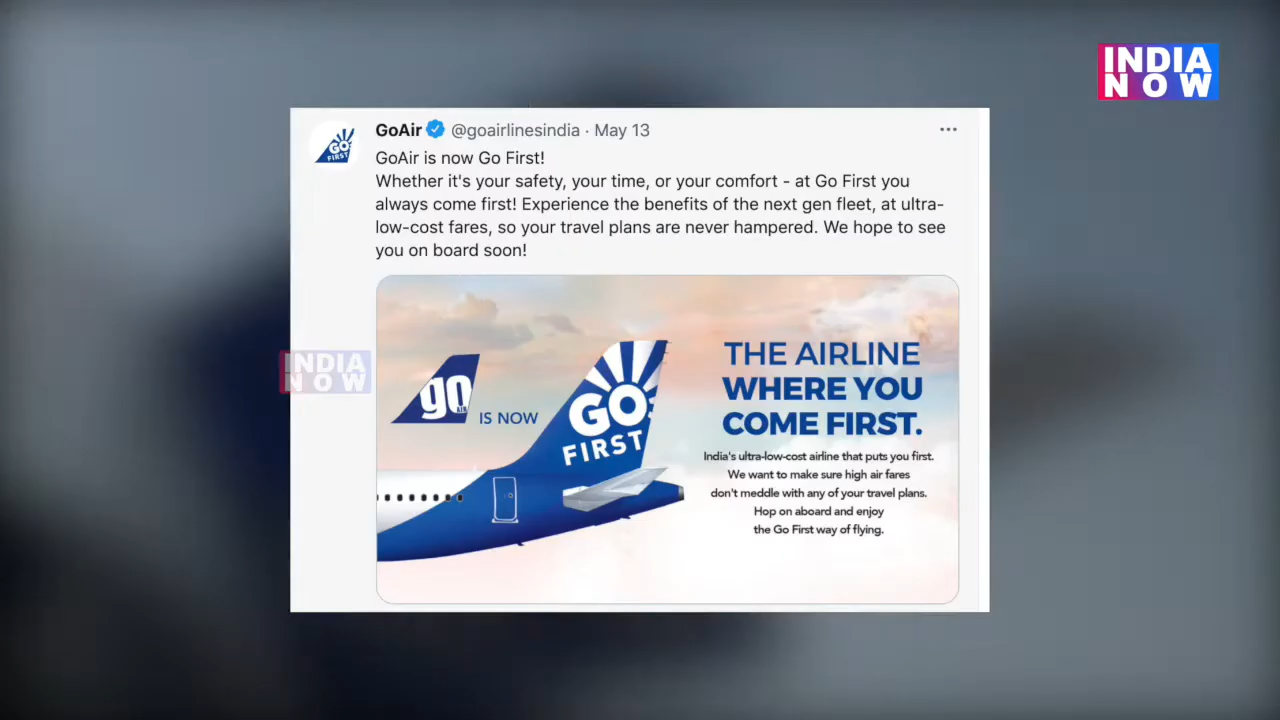 INDIA
NOW
GoAir @goairlinesindia · May 13
GO
FIRST
GoAir is now Go First!
Whether it's your safety, your time, or your comfort - at Go First you
always come first! Experience the benefits of the next gen fleet, at ultra-
low-cost fares, so your travel plans are never hampered. We hope to see
you on board soon!
INDIA
NOW
go
AIR
IS NOW
GO
FIRST
THE AIRLINE
WHERE YOU
COME FIRST.
India's ultra-low-cost airline that puts you first.
We want to make sure high air fares
don't meddle with any of your travel plans.
Hop on aboard and enjoy
the Go First way of flying.